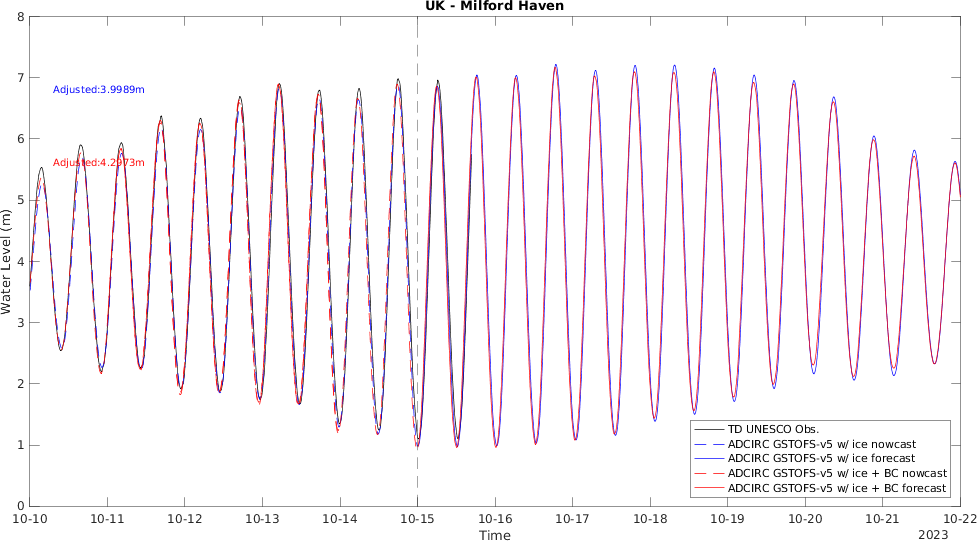 UK - Milford Haven
8
7
6
5
4
3
2
1
0
Water Level (m)
Adjusted:3.9989m
Adjusted:4.2973m
TD UNESCO Obs.
ADCIRC GSTOFS-v5 w/ ice nowcast
ADCIRC GSTOFS-v5 w/ ice forecast
ADCIRC GSTOFS-v5 w/ ice + BC nowcast
ADCIRC GSTOFS-v5 w/ ice + BC forecast
10-10 10-11 10-12 10-13 10-14 10-15 10-16 10-17 10-18 10-19 10-20 10-21 10-22
Time
2023